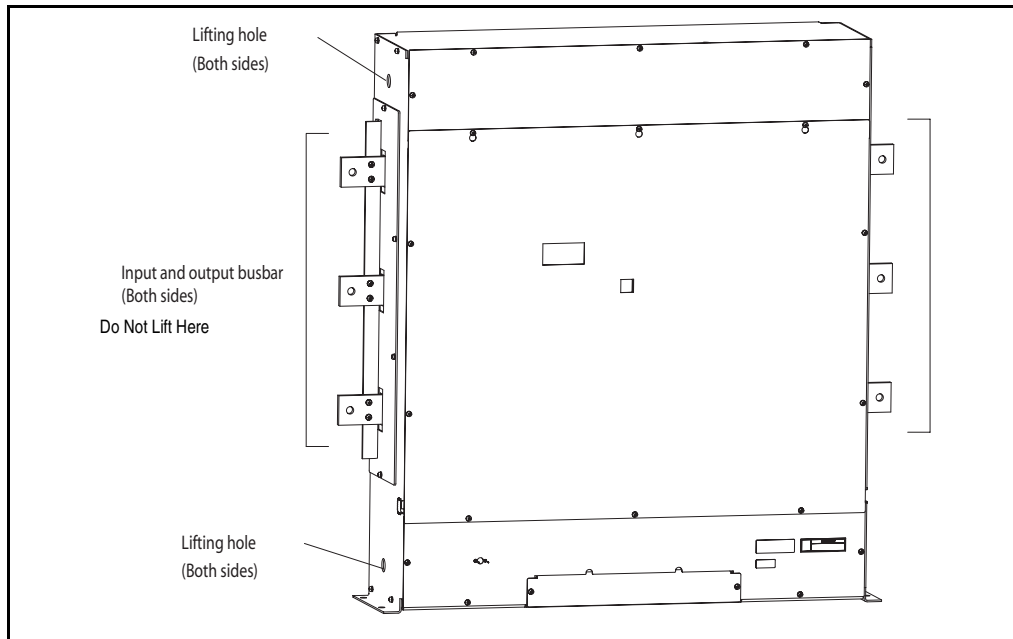 Lifting hole
(Both sides)
Input and output busbar
(Both sides)
Do Not Lift Here
Lifting hole
(Both sides)